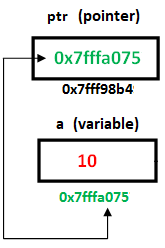 ptr (pointer)
0x7fffa075
0x7fff98b4
a (variable)
10
0x7fffa075